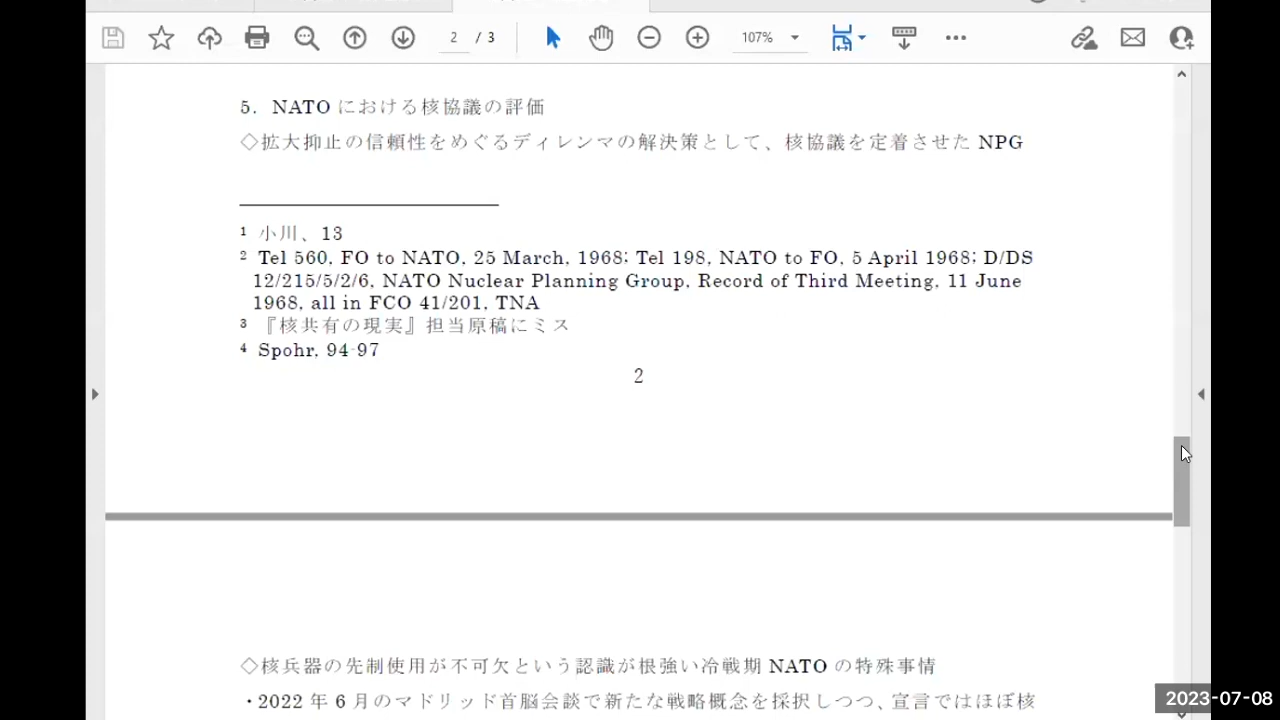 2 / 3
107%
5. NATO における核協議の評価
◇拡大抑止の信頼性をめぐるディレンマの解決策として、核協議を定着させた NPG
1 小川、13
2 Tel 560, FO to NATO, 25 March, 1968; Tel 198, NATO to FO, 5 April 1968; D/DS
12/215/5/2/6, NATO Nuclear Planning Group, Record of Third Meeting, 11 June
1968, all in FCO 41/201, TNA
3 『核共有の現実』担当原稿にミス
4 Spohr, 94-97
2
◇核兵器の先制使用が不可欠という認識が根強い冷戦期 NATO の特殊事情
・2022 年 6 月のマドリッド首脳会談で新たな戦略概念を採択しつつ、宣言ではほぼ核
2023-07-08